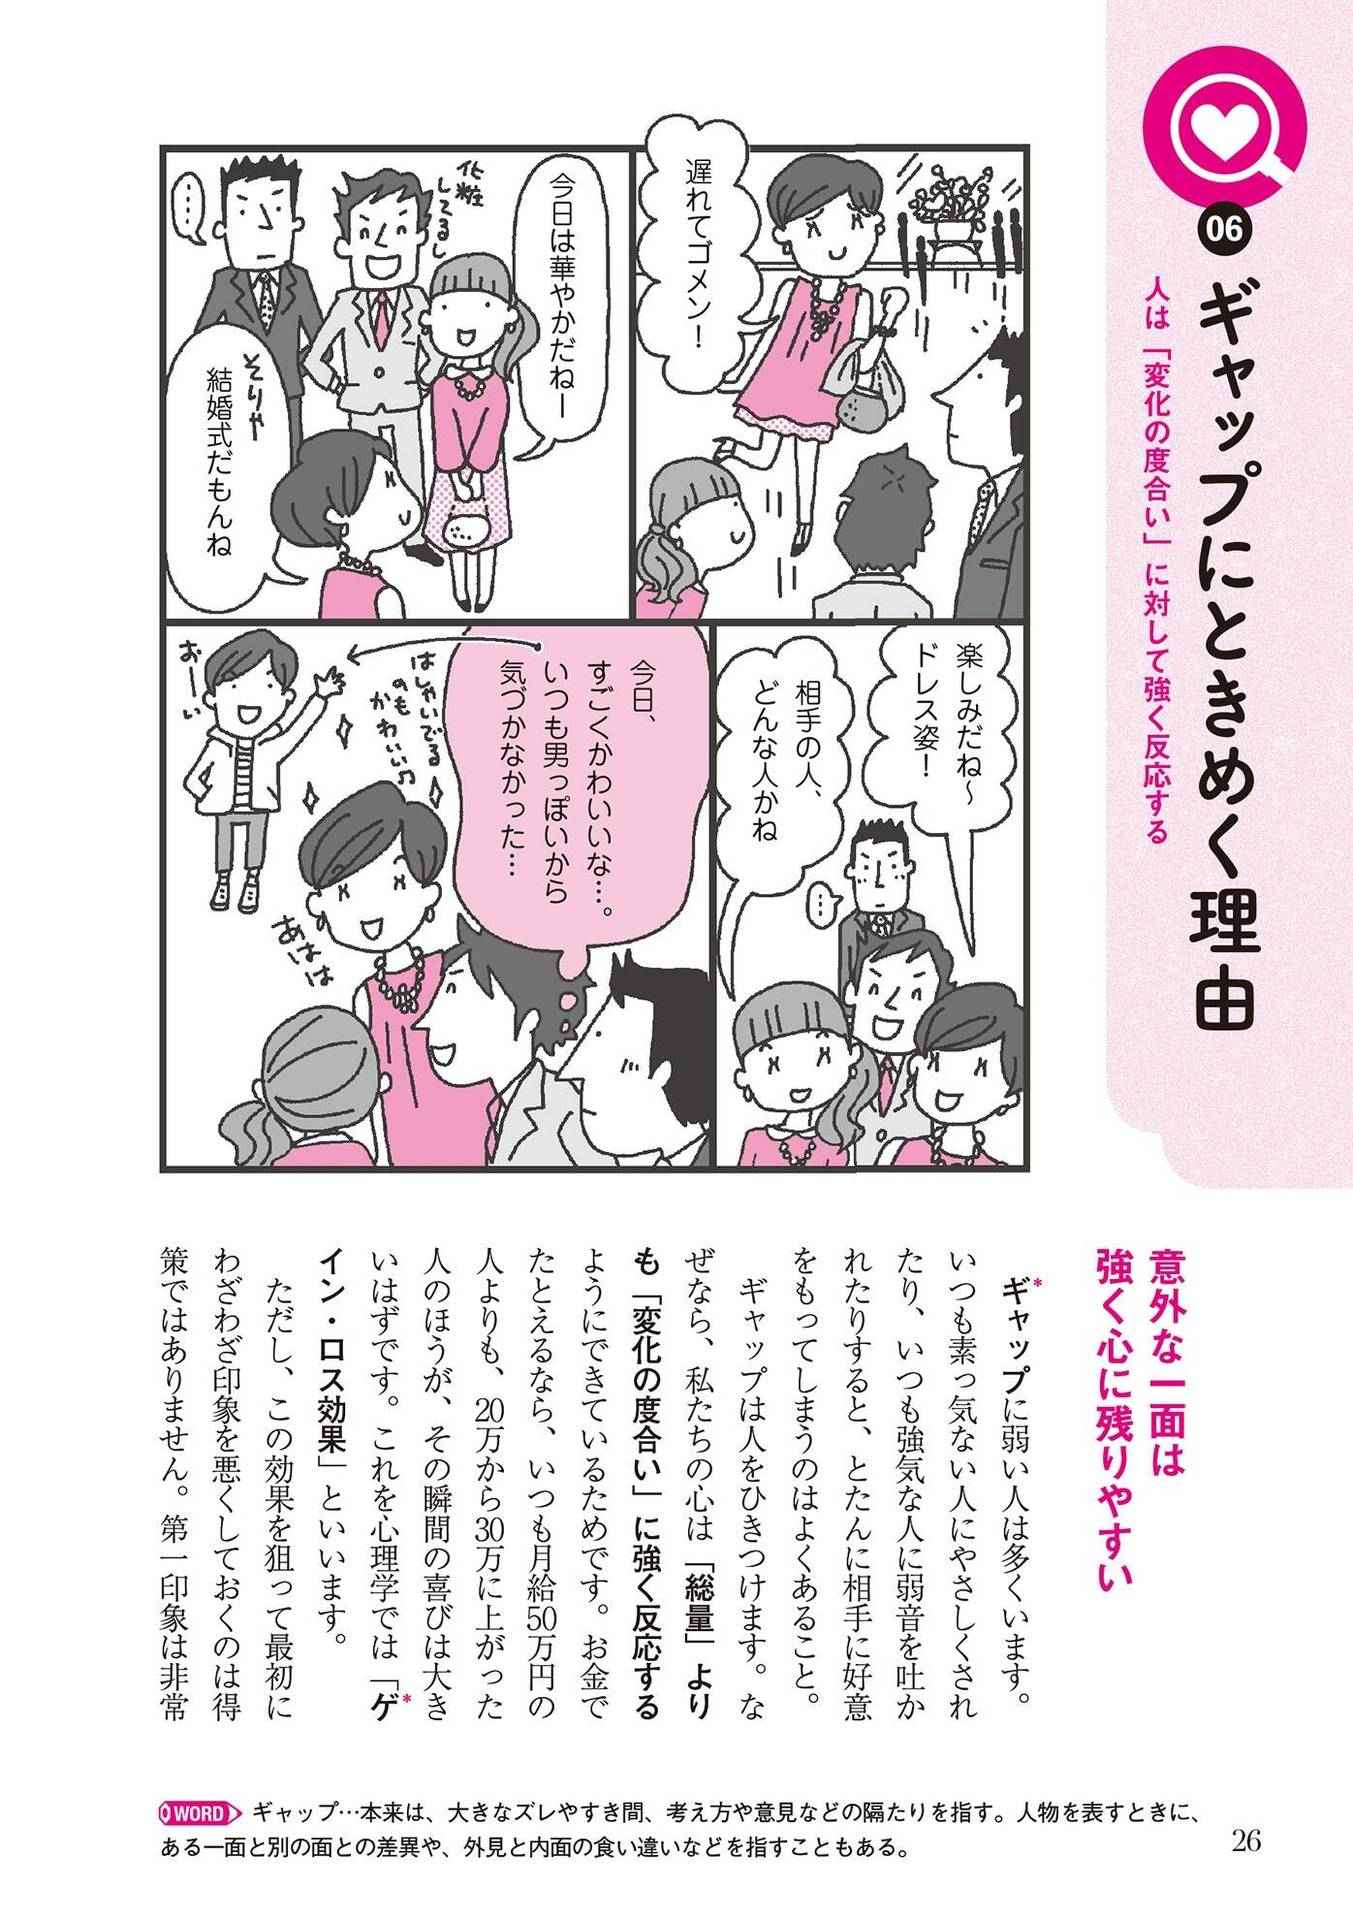 06
ギャップにときめく理由
人は「変化の度合い」に対して強く反応する
遅れてゴメン！
今日は華やかだねー
化粧
してるし
…
そりゃ
結婚式だもんね
楽しみだね～
ドレス姿！
相手の人、
どんな人かね
…
今日、
すごくかわいいな…。
いつも男っぽいから
気づかなかった…
はしゃいでる
のも
かわいい♫
おーい
あはは
意外な一面は
強く心に残りやすい
ギャップ*に弱い人は多くいます。
いつも素っ気ない人にやさしくされ
たり、いつも強気な人に弱音を吐か
れたりすると、とたんに相手に好意
をもってしまうのはよくあること。
ギャップは人をひきつけます。な
ぜなら、私たちの心は「総量」より
も「変化の度合い」に強く反応する
ようにできているためです。お金で
たとえるなら、いつも月給50万円の
人よりも、20万から30万に上がった
人のほうが、その瞬間の喜びは大き
いはずです。これを心理学では「ゲ*
イン・ロス効果」といいます。
ただし、この効果を狙って最初に
わざわざ印象を悪くしておくのは得
策ではありません。第一印象は非常
WORD ギャップ…本来は、大きなズレやすき間、考え方や意見などの隔たりを指す。人物を表すときに、
ある一面と別の面との差異や、外見と内面の食い違いなどを指すこともある。
26